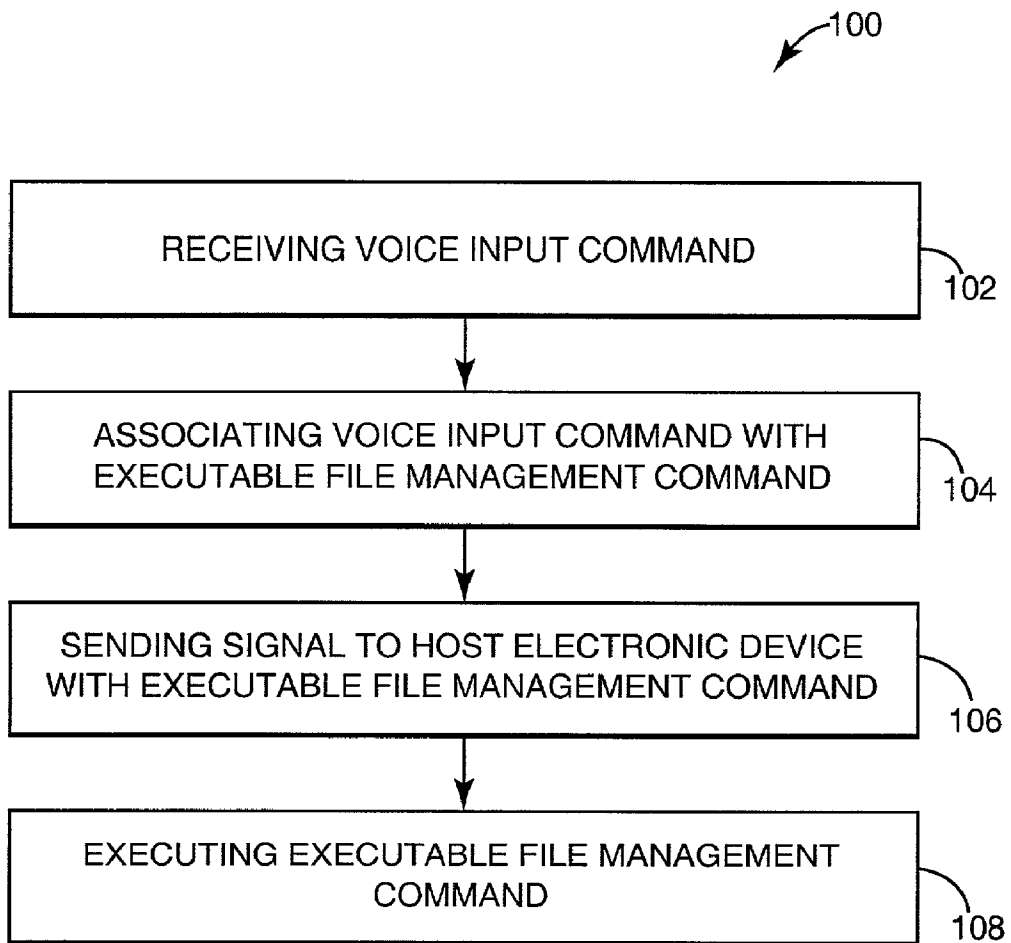 100
RECEIVING VOICE INPUT COMMAND
102
ASSOCIATING VOICE INPUT COMMAND WITH
EXECUTABLE FILE MANAGEMENT COMMAND
104
SENDING SIGNAL TO HOST ELECTRONIC DEVICE
WITH EXECUTABLE FILE MANAGEMENT COMMAND
106
EXECUTING EXECUTABLE FILE MANAGEMENT
COMMAND
108